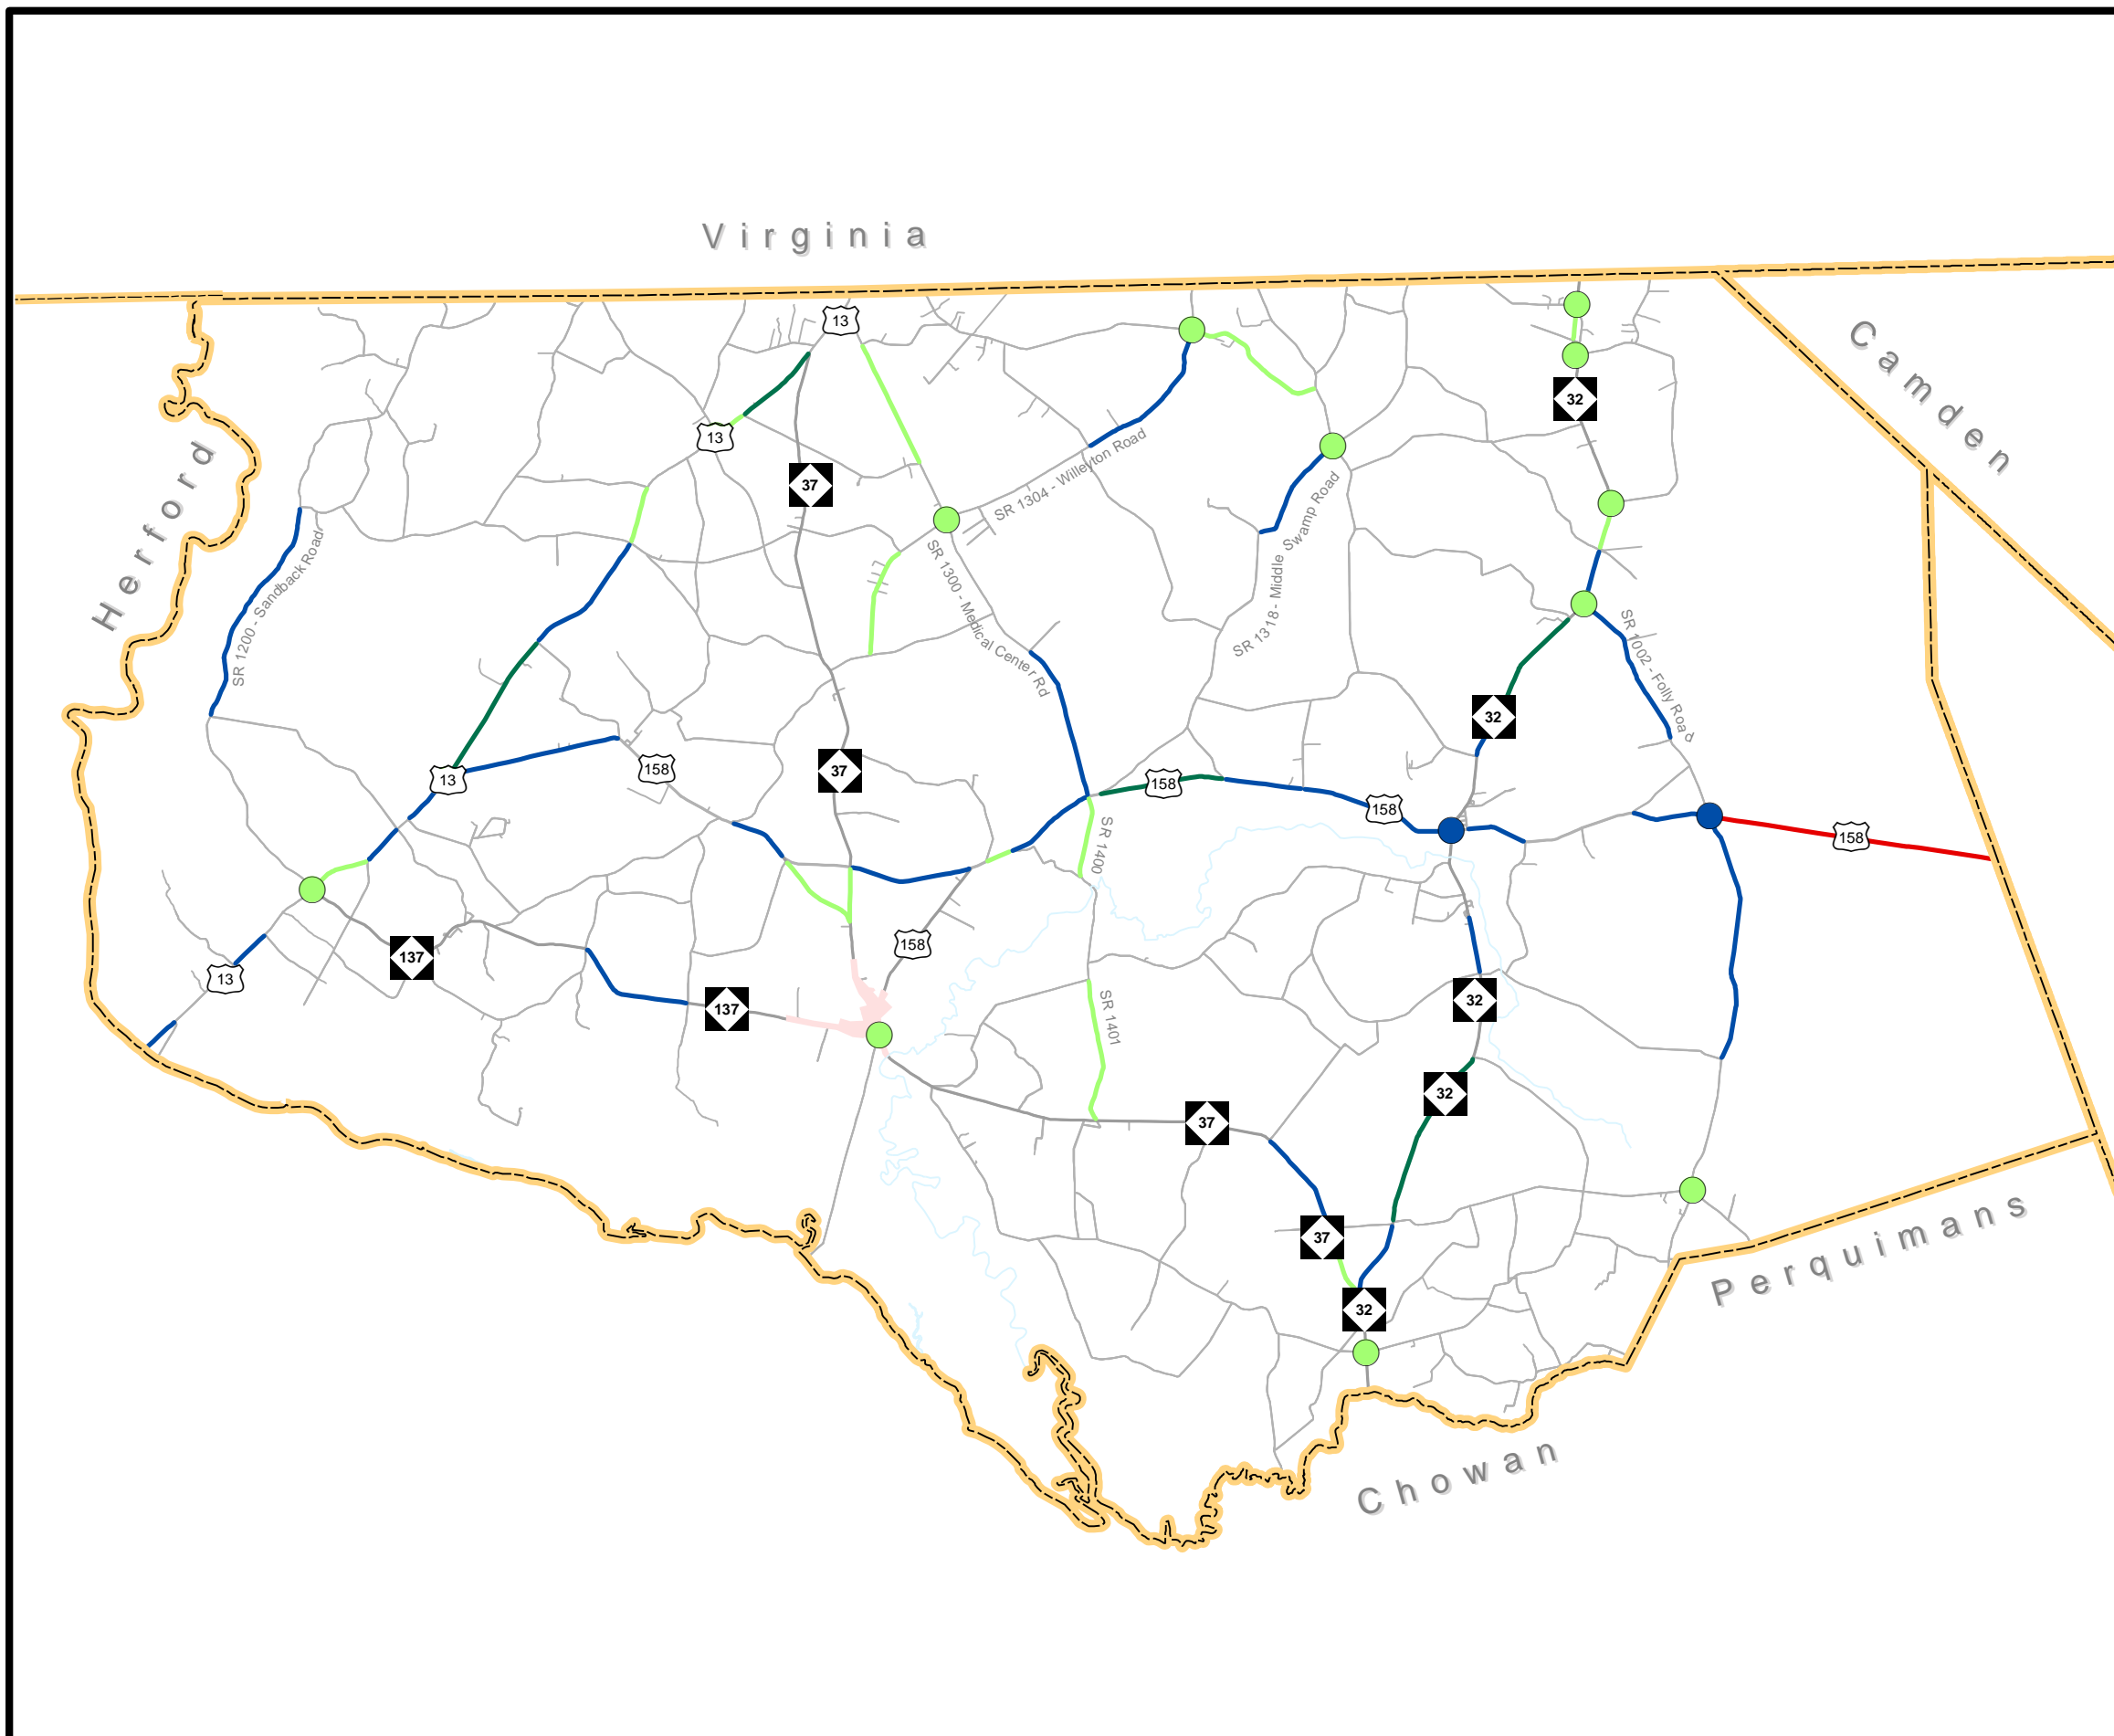 Virginia
13
Camden
32
13
Herford
37
SR 1304 - Willeyton Road
SR 1318 - Middle Swamp Road
SR 1200 - Sandback Road
SR 1300 - Medical Center Rd
SR 1002 - Folly Road
32
158
37
13
158
158
158
SR 1400
158
137
13
32
137
SR 1401
32
37
37
Perquimans
32
Chowan